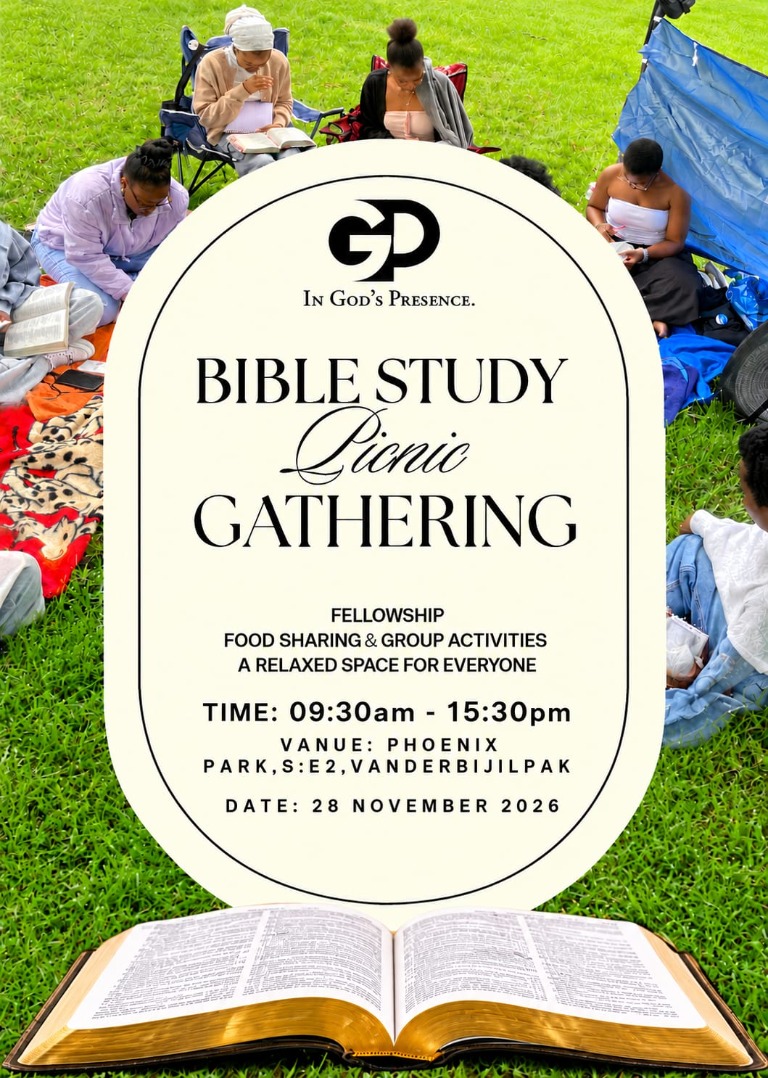 GP
In God's Presence.
BIBLE STUDY
Picnic
GATHERING
FELLOWSHIP
FOOD SHARING & GROUP ACTIVITIES
A RELAXED SPACE FOR EVERYONE
TIME: 09:30am - 15:30pm
VANUE: PHOENIX
PARK,S:E2,VANDERBIJILPAK
DATE: 28 NOVEMBER 2026